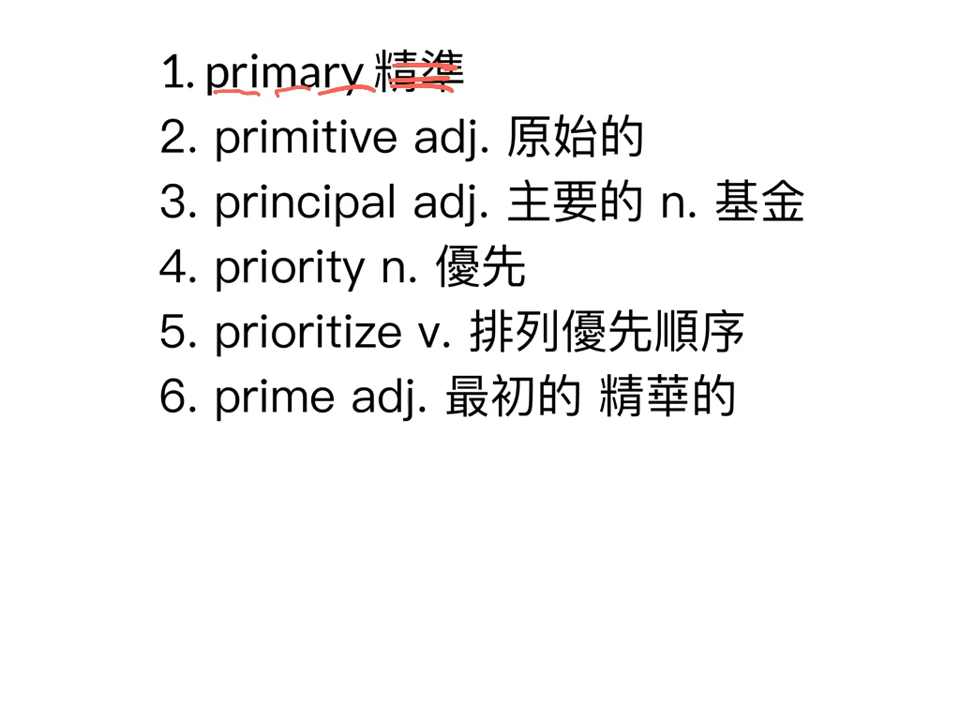 1. primary 精準
2. primitive adj. 原始的
3. principal adj. 主要的 n. 基金
4. priority n. 優先
5. prioritize v. 排列優先順序
6. prime adj. 最初的 精華的